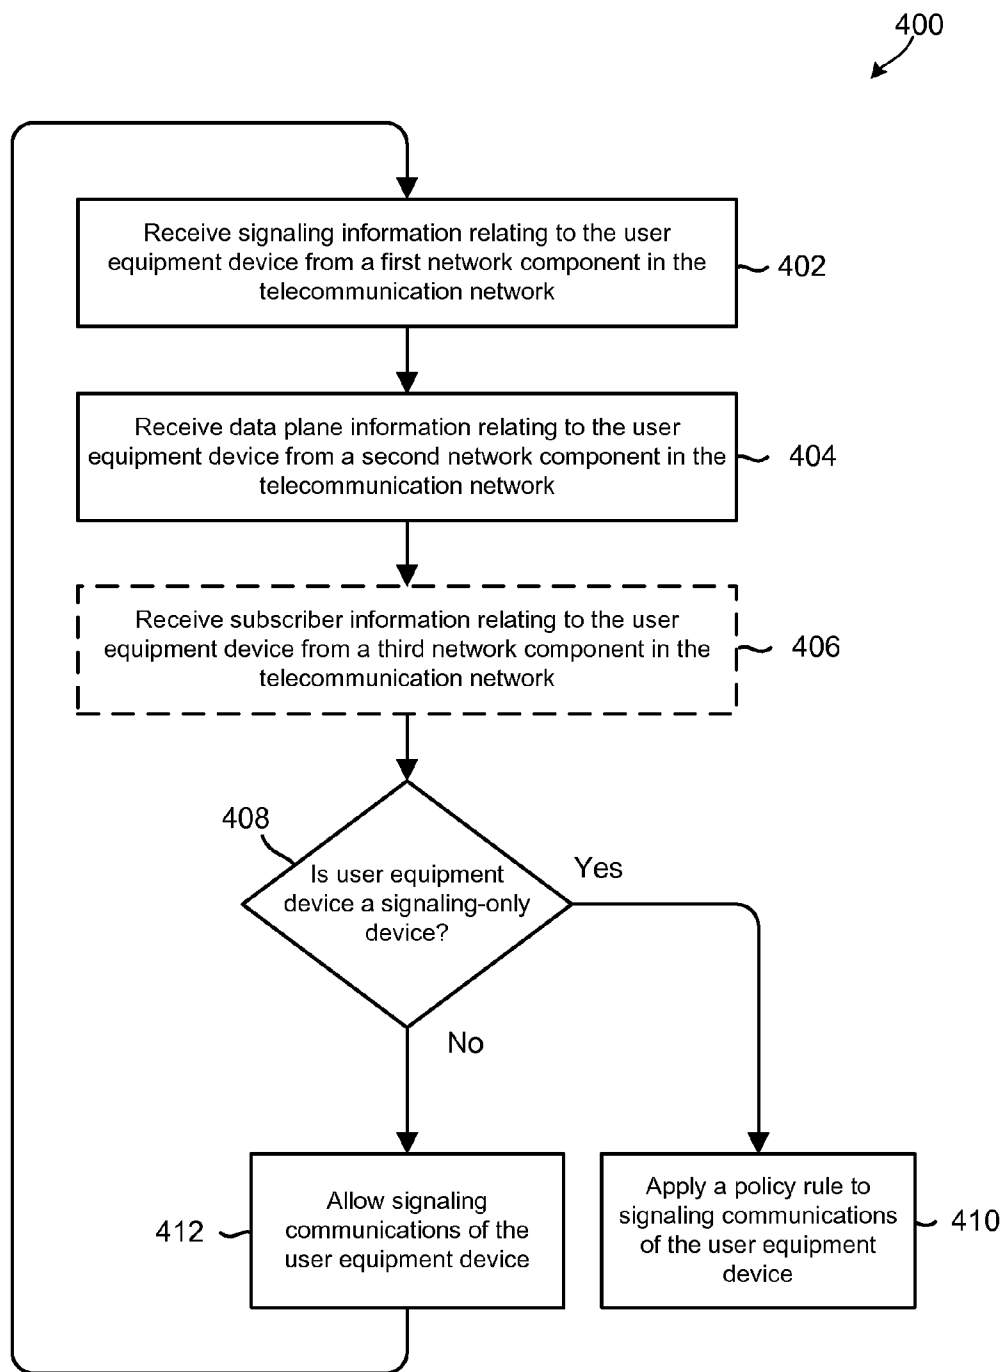 400
Receive signaling information relating to the user
equipment device from a first network component in the
telecommunication network
402
Receive data plane information relating to the user
equipment device from a second network component in the
telecommunication network
404
Receive subscriber information relating to the user
equipment device from a third network component in the
telecommunication network
406
408
Is user equipment
device a signaling-only
device?
Yes
No
Allow signaling
communications of the
user equipment device
412
Apply a policy rule to
signaling communications
of the user equipment
device
410